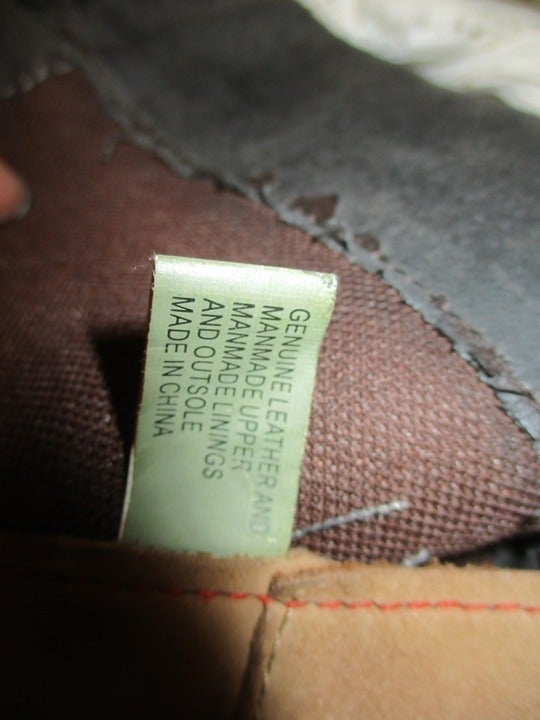 GENUINE LEATHER AND
MANMADE UPPER
MANMADE LININGS
AND OUTSOLE
MADE IN CHINA